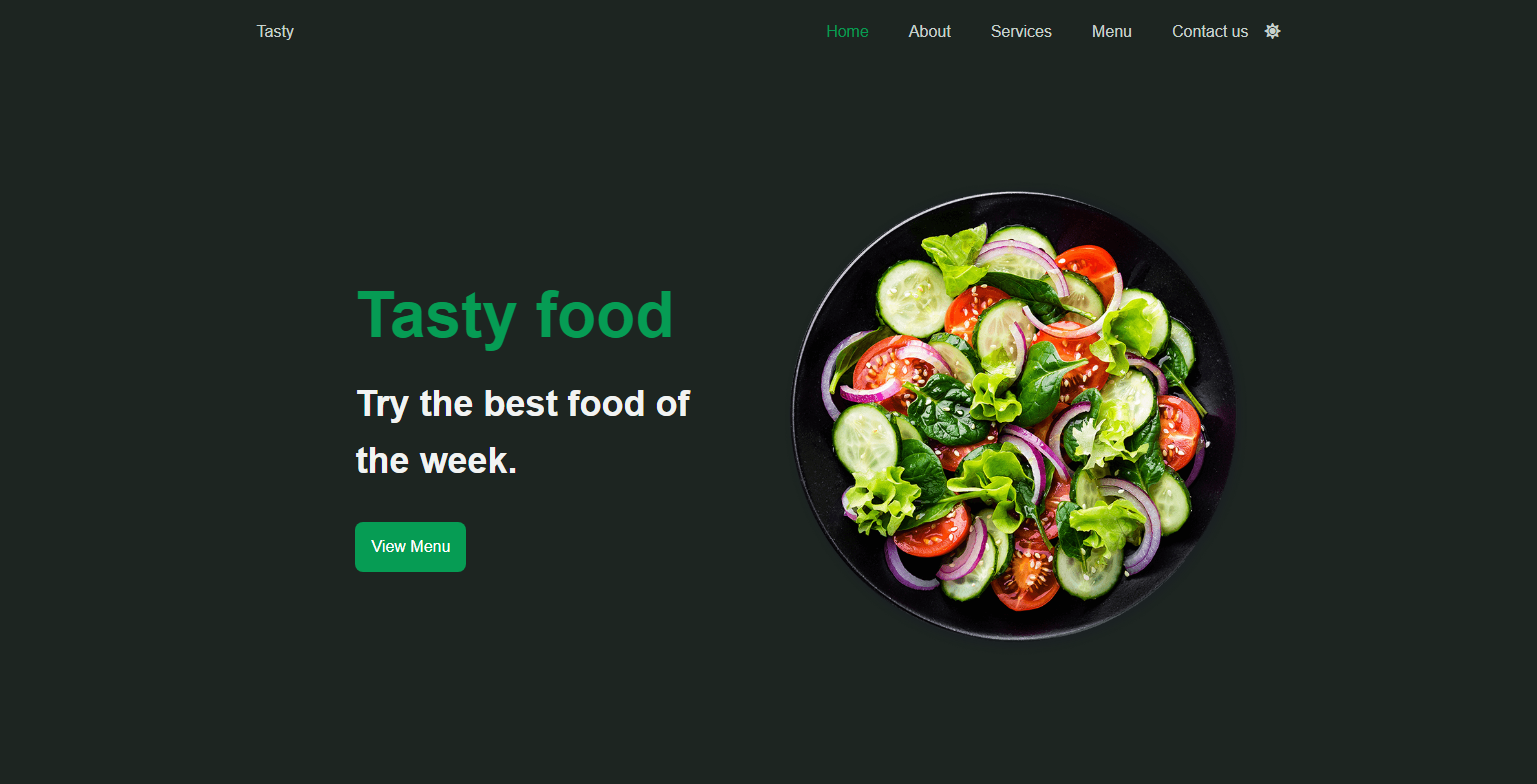 Tasty
Home About Services Menu Contact us
Tasty food
Try the best food of
the week.
View Menu